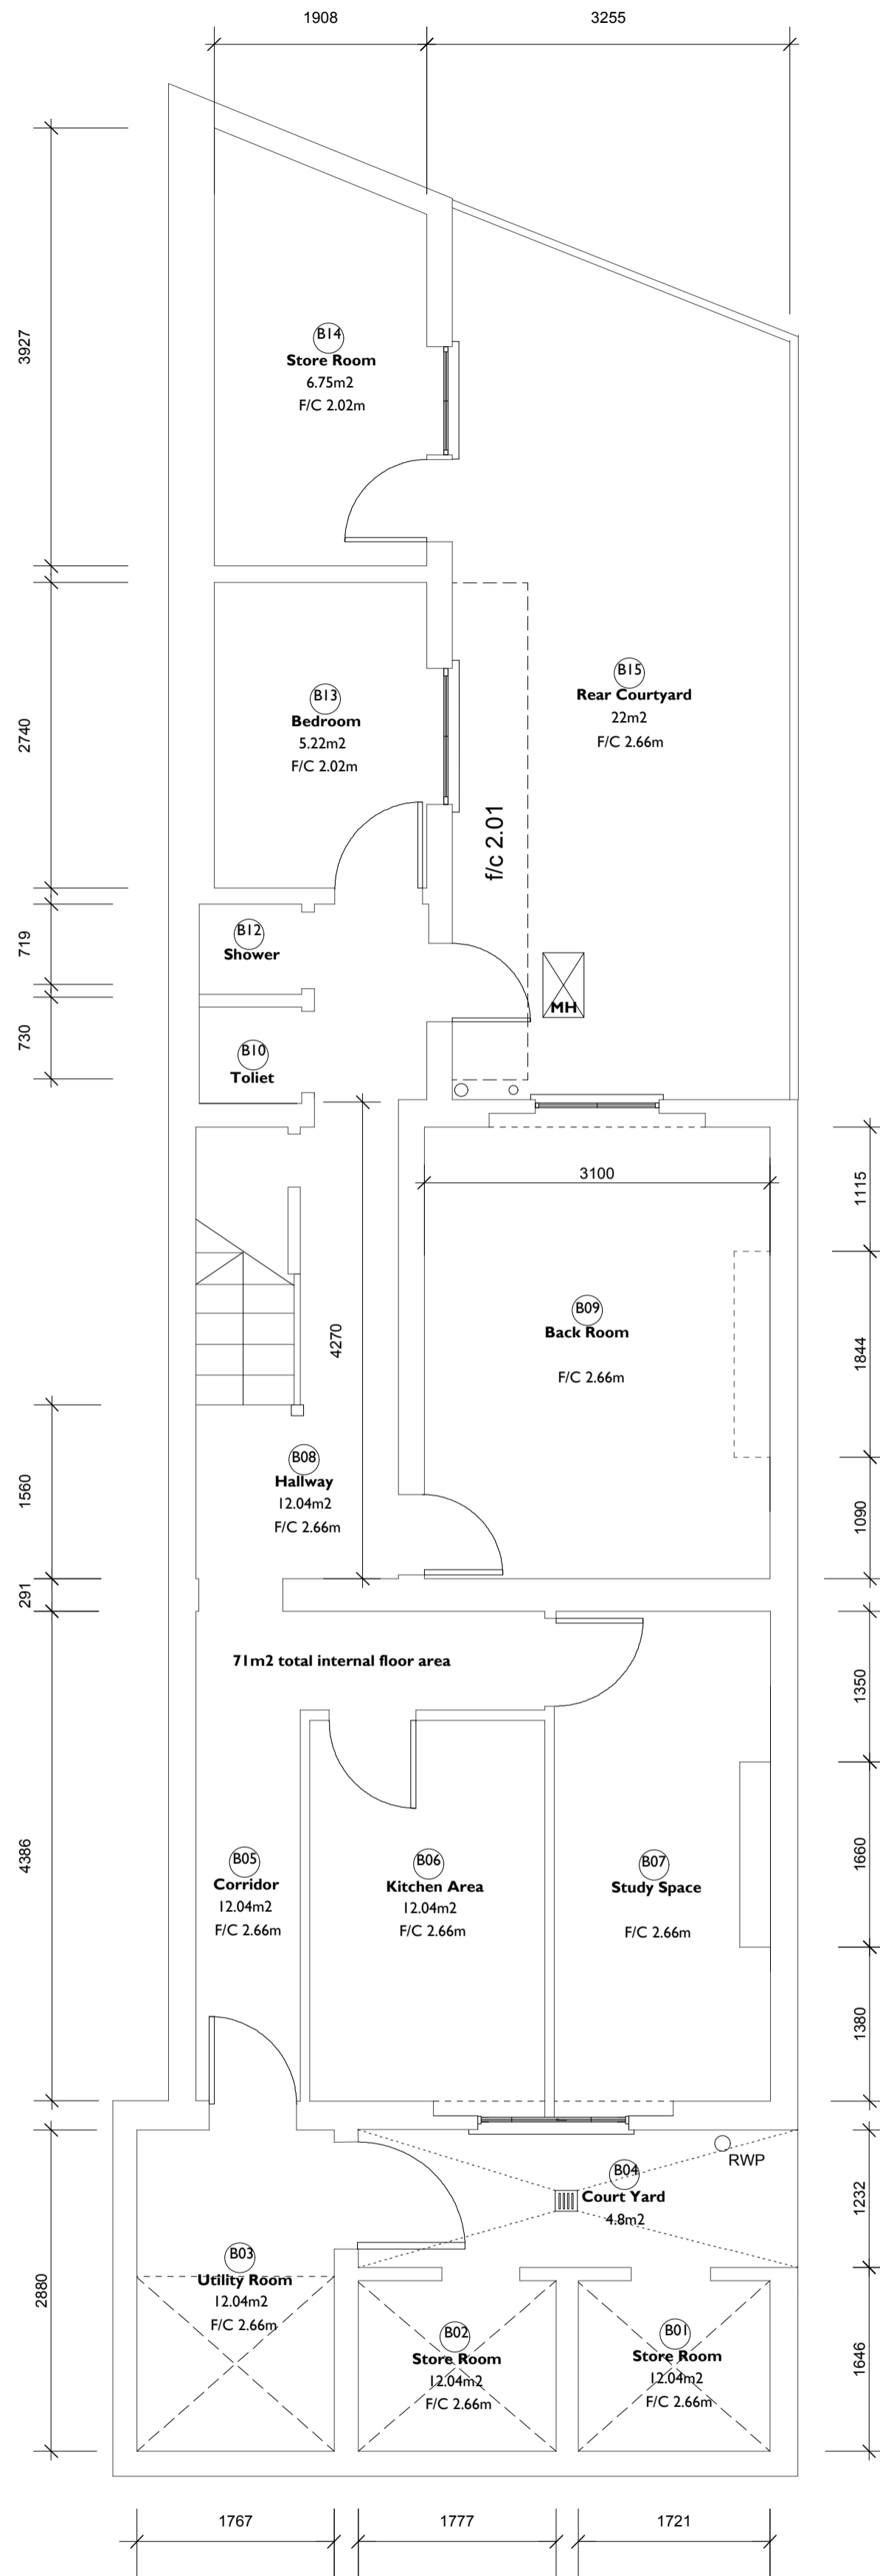 1908
3255
3927
B14
Store Room
6.75m2
F/C 2.02m
B15
Rear Courtyard
22m2
F/C 2.66m
B13
Bedroom
5.22m2
F/C 2.02m
2740
f/c 2.01
B12
Shower
719
MH
B10
Toliet
730
3100
1115
B09
Back Room
F/C 2.66m
1844
4270
B08
Hallway
12.04m2
F/C 2.66m
1560
1090
291
71m2 total internal floor area
1350
B05
Corridor
12.04m2
F/C 2.66m
B06
Kitchen Area
12.04m2
F/C 2.66m
B07
Study Space
F/C 2.66m
4386
1660
1380
RWP
B04
Court Yard
4.8m2
1232
B03
Utility Room
12.04m2
F/C 2.66m
2880
B02
Store Room
12.04m2
F/C 2.66m
B01
Store Room
12.04m2
F/C 2.66m
1646
1767
1777
1721